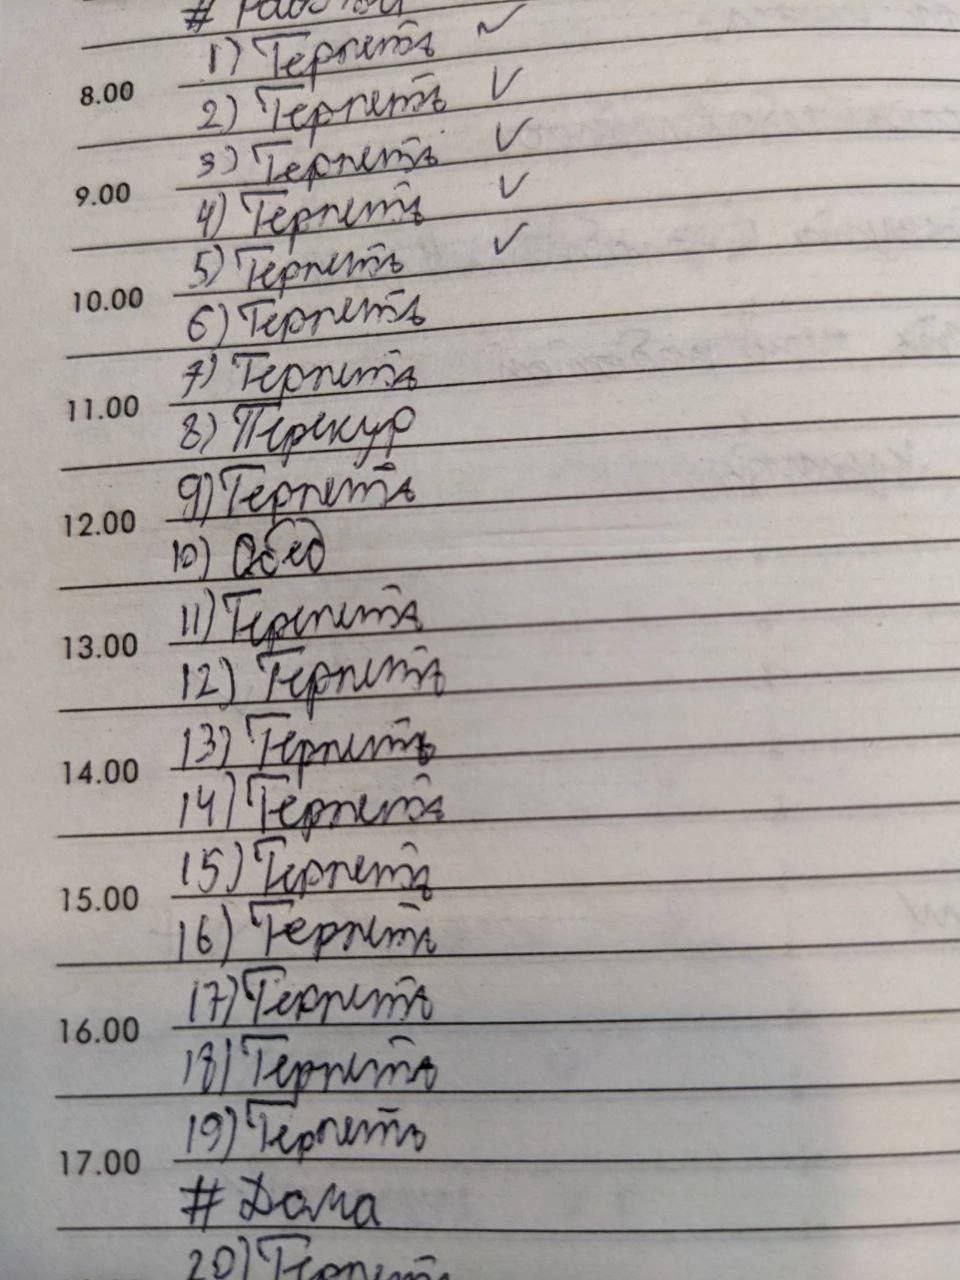 # Работа
1) Терпеть ✓
8.00
2) Терпеть ✓
3) Терпеть ✓
9.00
4) Терпеть ✓
5) Терпеть ✓
10.00
6) Терпеть
7) Терпеть
11.00
8) Перекур
9) Терпеть
12.00
10) Обед
11) Терпеть
13.00
12) Терпеть
13) Терпеть
14.00
14) Терпеть
15) Терпеть
15.00
16) Терпеть
17) Терпеть
16.00
18) Терпеть
19) Терпеть
17.00
# Дома
20) Терпеть